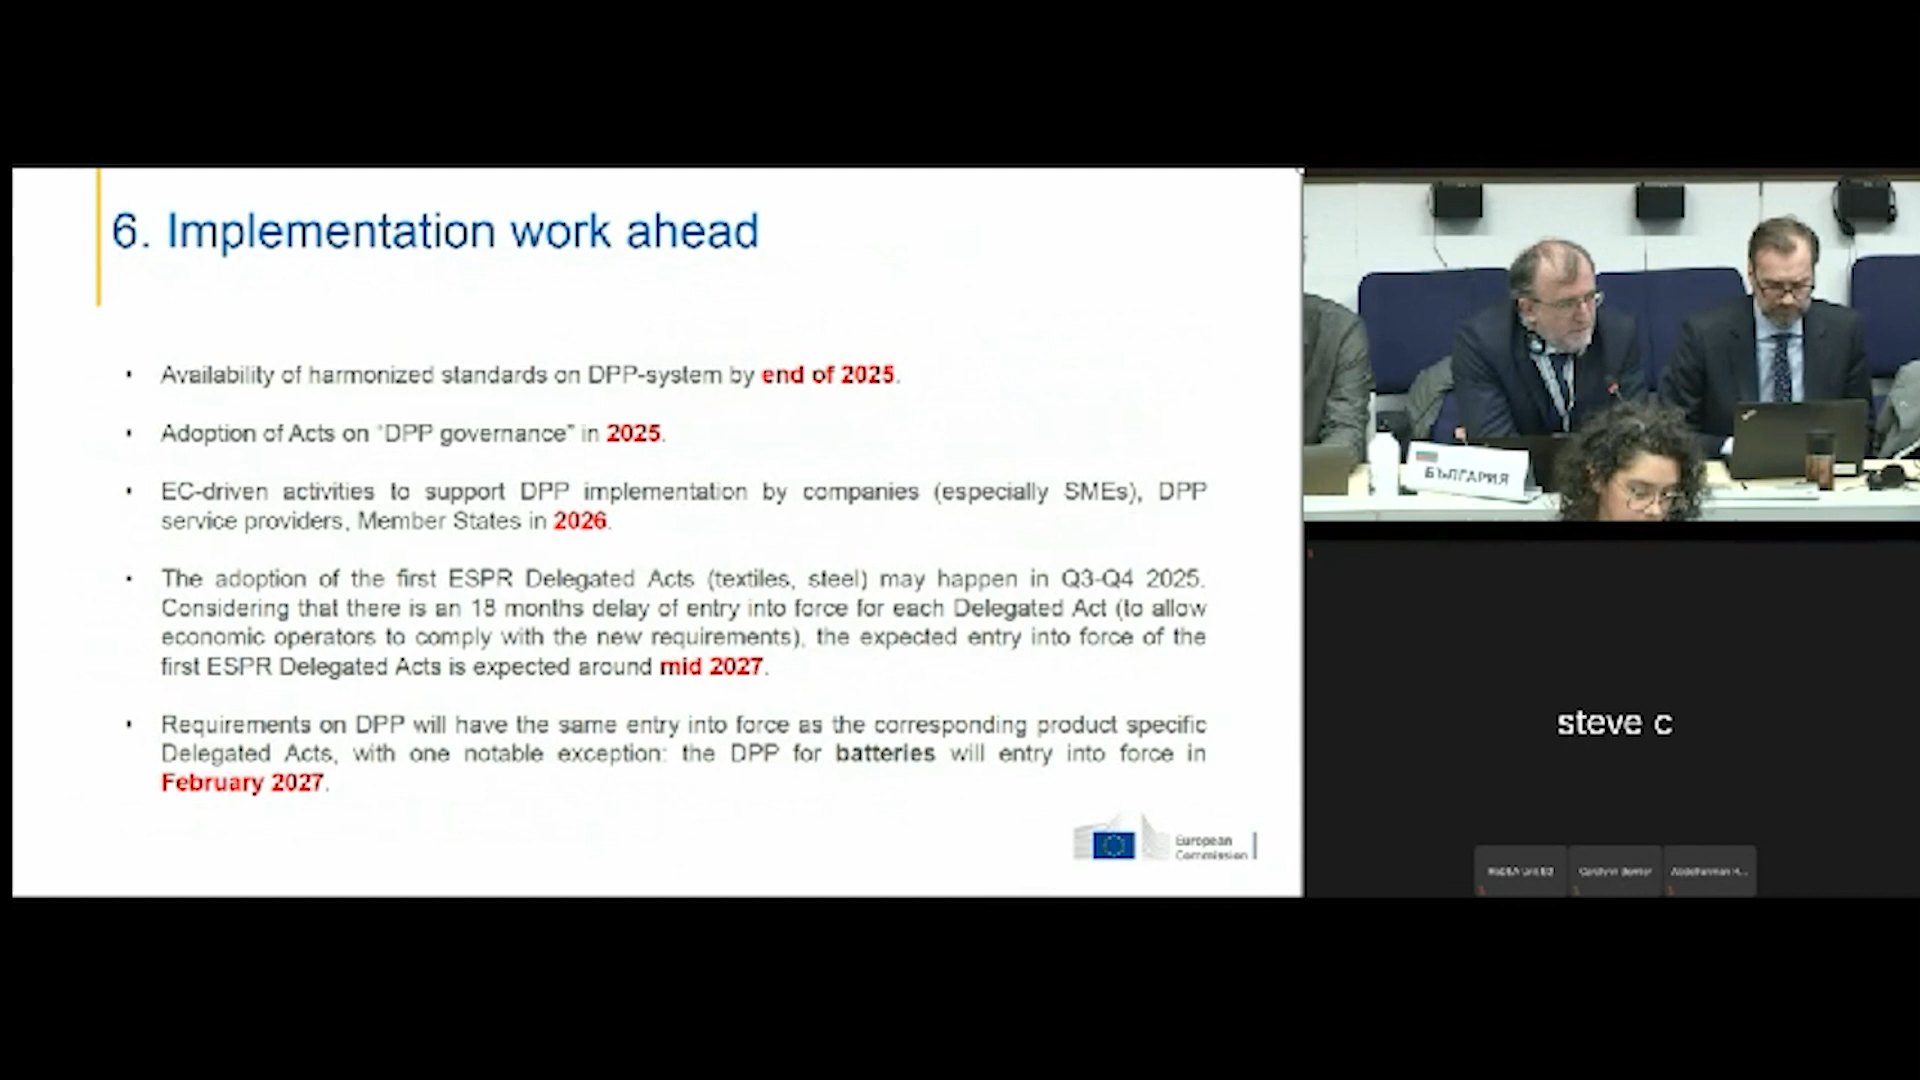 6. Implementation work ahead
• Availability of harmonized standards on DPP-system by end of 2025.
• Adoption of Acts on "DPP governance" in 2025.
• EC-driven activities to support DPP implementation by companies (especially SMEs), DPP
service providers, Member States in 2026.
• The adoption of the first ESPR Delegated Acts (textiles, steel) may happen in Q3-Q4 2025.
Considering that there is an 18 months delay of entry into force for each Delegated Act (to allow
economic operators to comply with the new requirements), the expected entry into force of the
first ESPR Delegated Acts is expected around mid 2027.
• Requirements on DPP will have the same entry into force as the corresponding product specific
Delegated Acts, with one notable exception: the DPP for batteries will entry into force in
February 2027.
European
Commission
БЪЛГАРИЯ
steve c